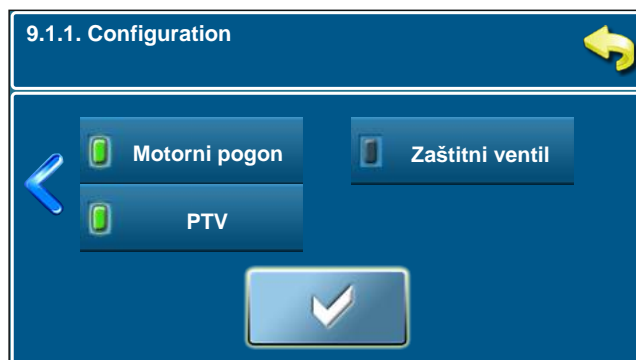 9.1.1. Configuration
Motorni pogon
Zaštitni ventil
PTV